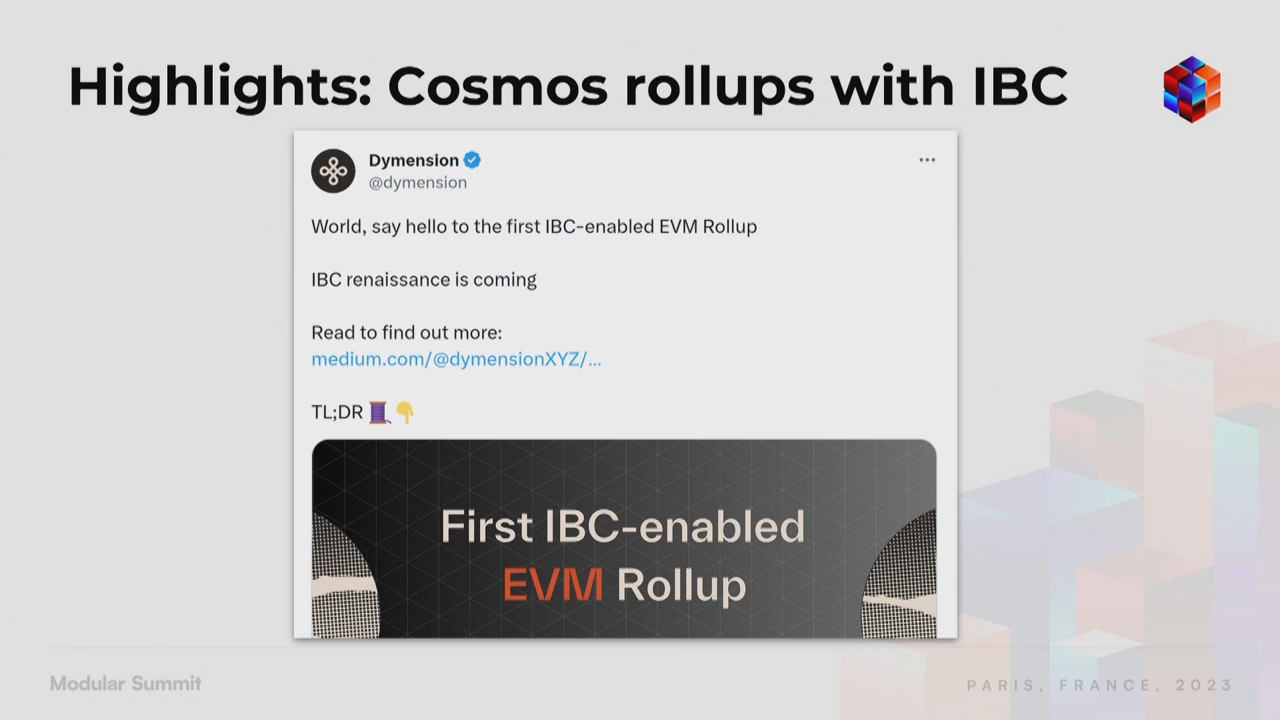 Highlights: Cosmos rollups with IBC
Dymension
@dymension
World, say hello to the first IBC-enabled EVM Rollup
IBC renaissance is coming
Read to find out more:
medium.com/@dymensionXYZ/...
TL;DR 🧵👇
First IBC-enabled
EVM Rollup
Modular Summit
PARIS, FRANCE, 2023